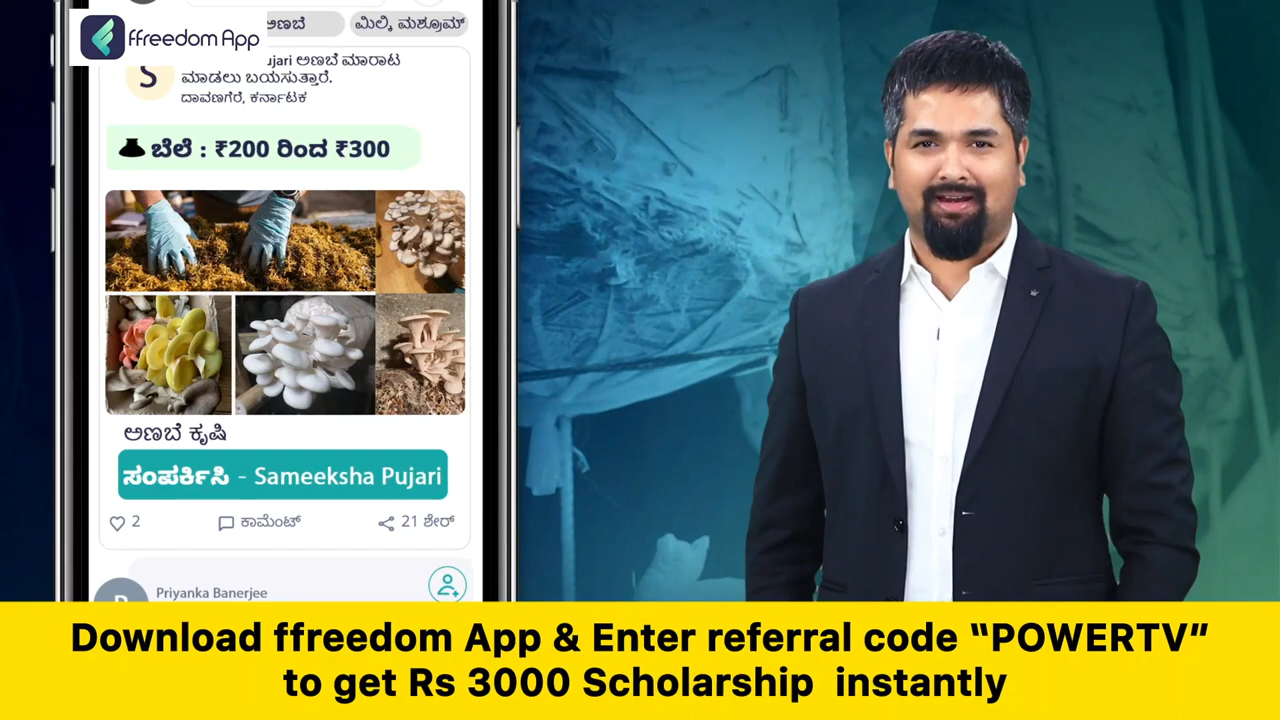 ffreedom App
ಅಣಬೆ
ಮಿಲ್ಕಿ ಮಶ್ರೂಮ್
S
ಅಣಬೆ ಮಾರಾಟ
ಮಾಡಲು ಬಯಸುತ್ತಾರೆ.
ದಾವಣಗೆರೆ, ಕರ್ನಾಟಕ
ಬೆಲೆ : ₹200 ರಿಂದ ₹300
ಅಣಬೆ ಕೃಷಿ
ಸಂಪರ್ಕಿಸಿ - Sameeksha Pujari
2
ಕಾಮೆಂಟ್
21 ಶೇರ್
Priyanka Banerjee
Download ffreedom App & Enter referral code “POWERTV”
to get Rs 3000 Scholarship instantly